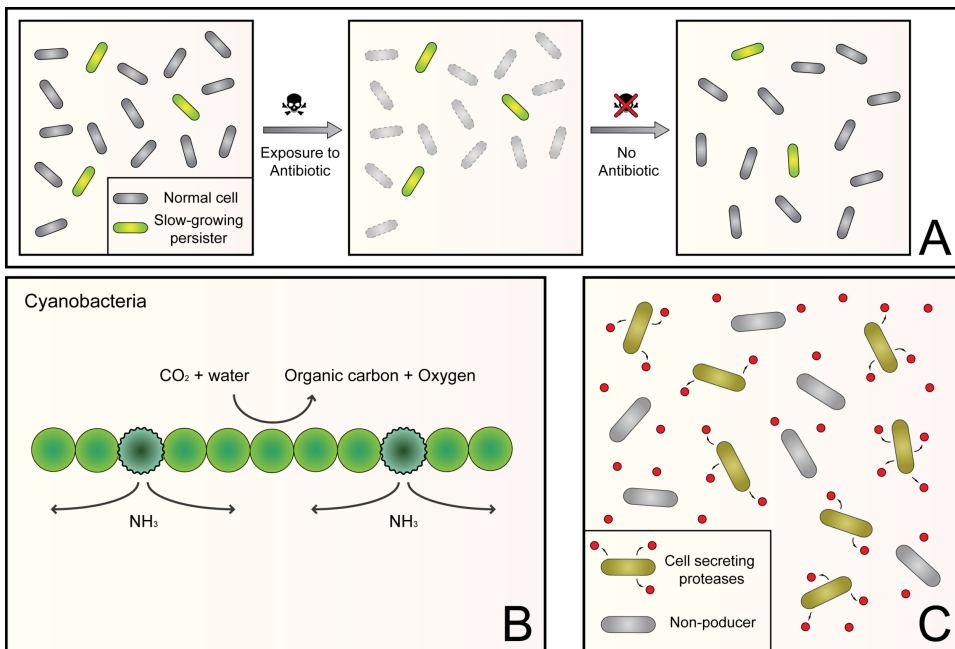 Exposure to
Antibiotic
No
Antibiotic
Normal cell
Slow-growing
persister
A
Cyanobacteria
CO₂ + water
Organic carbon + Oxygen
NH₃
NH₃
B
Cell secreting
proteases
Non-poducer
C